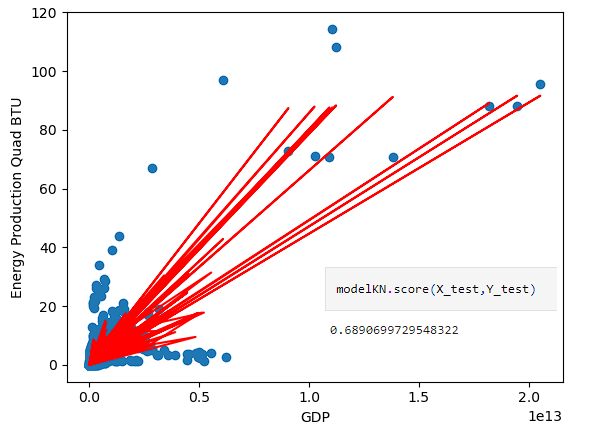 120
100
80
60
40
20
0
Energy Production Quad BTU
modelKN.score(X_test,Y_test)
0.6890699729548322
0.0 0.5 1.0 1.5 2.0
1e13
GDP